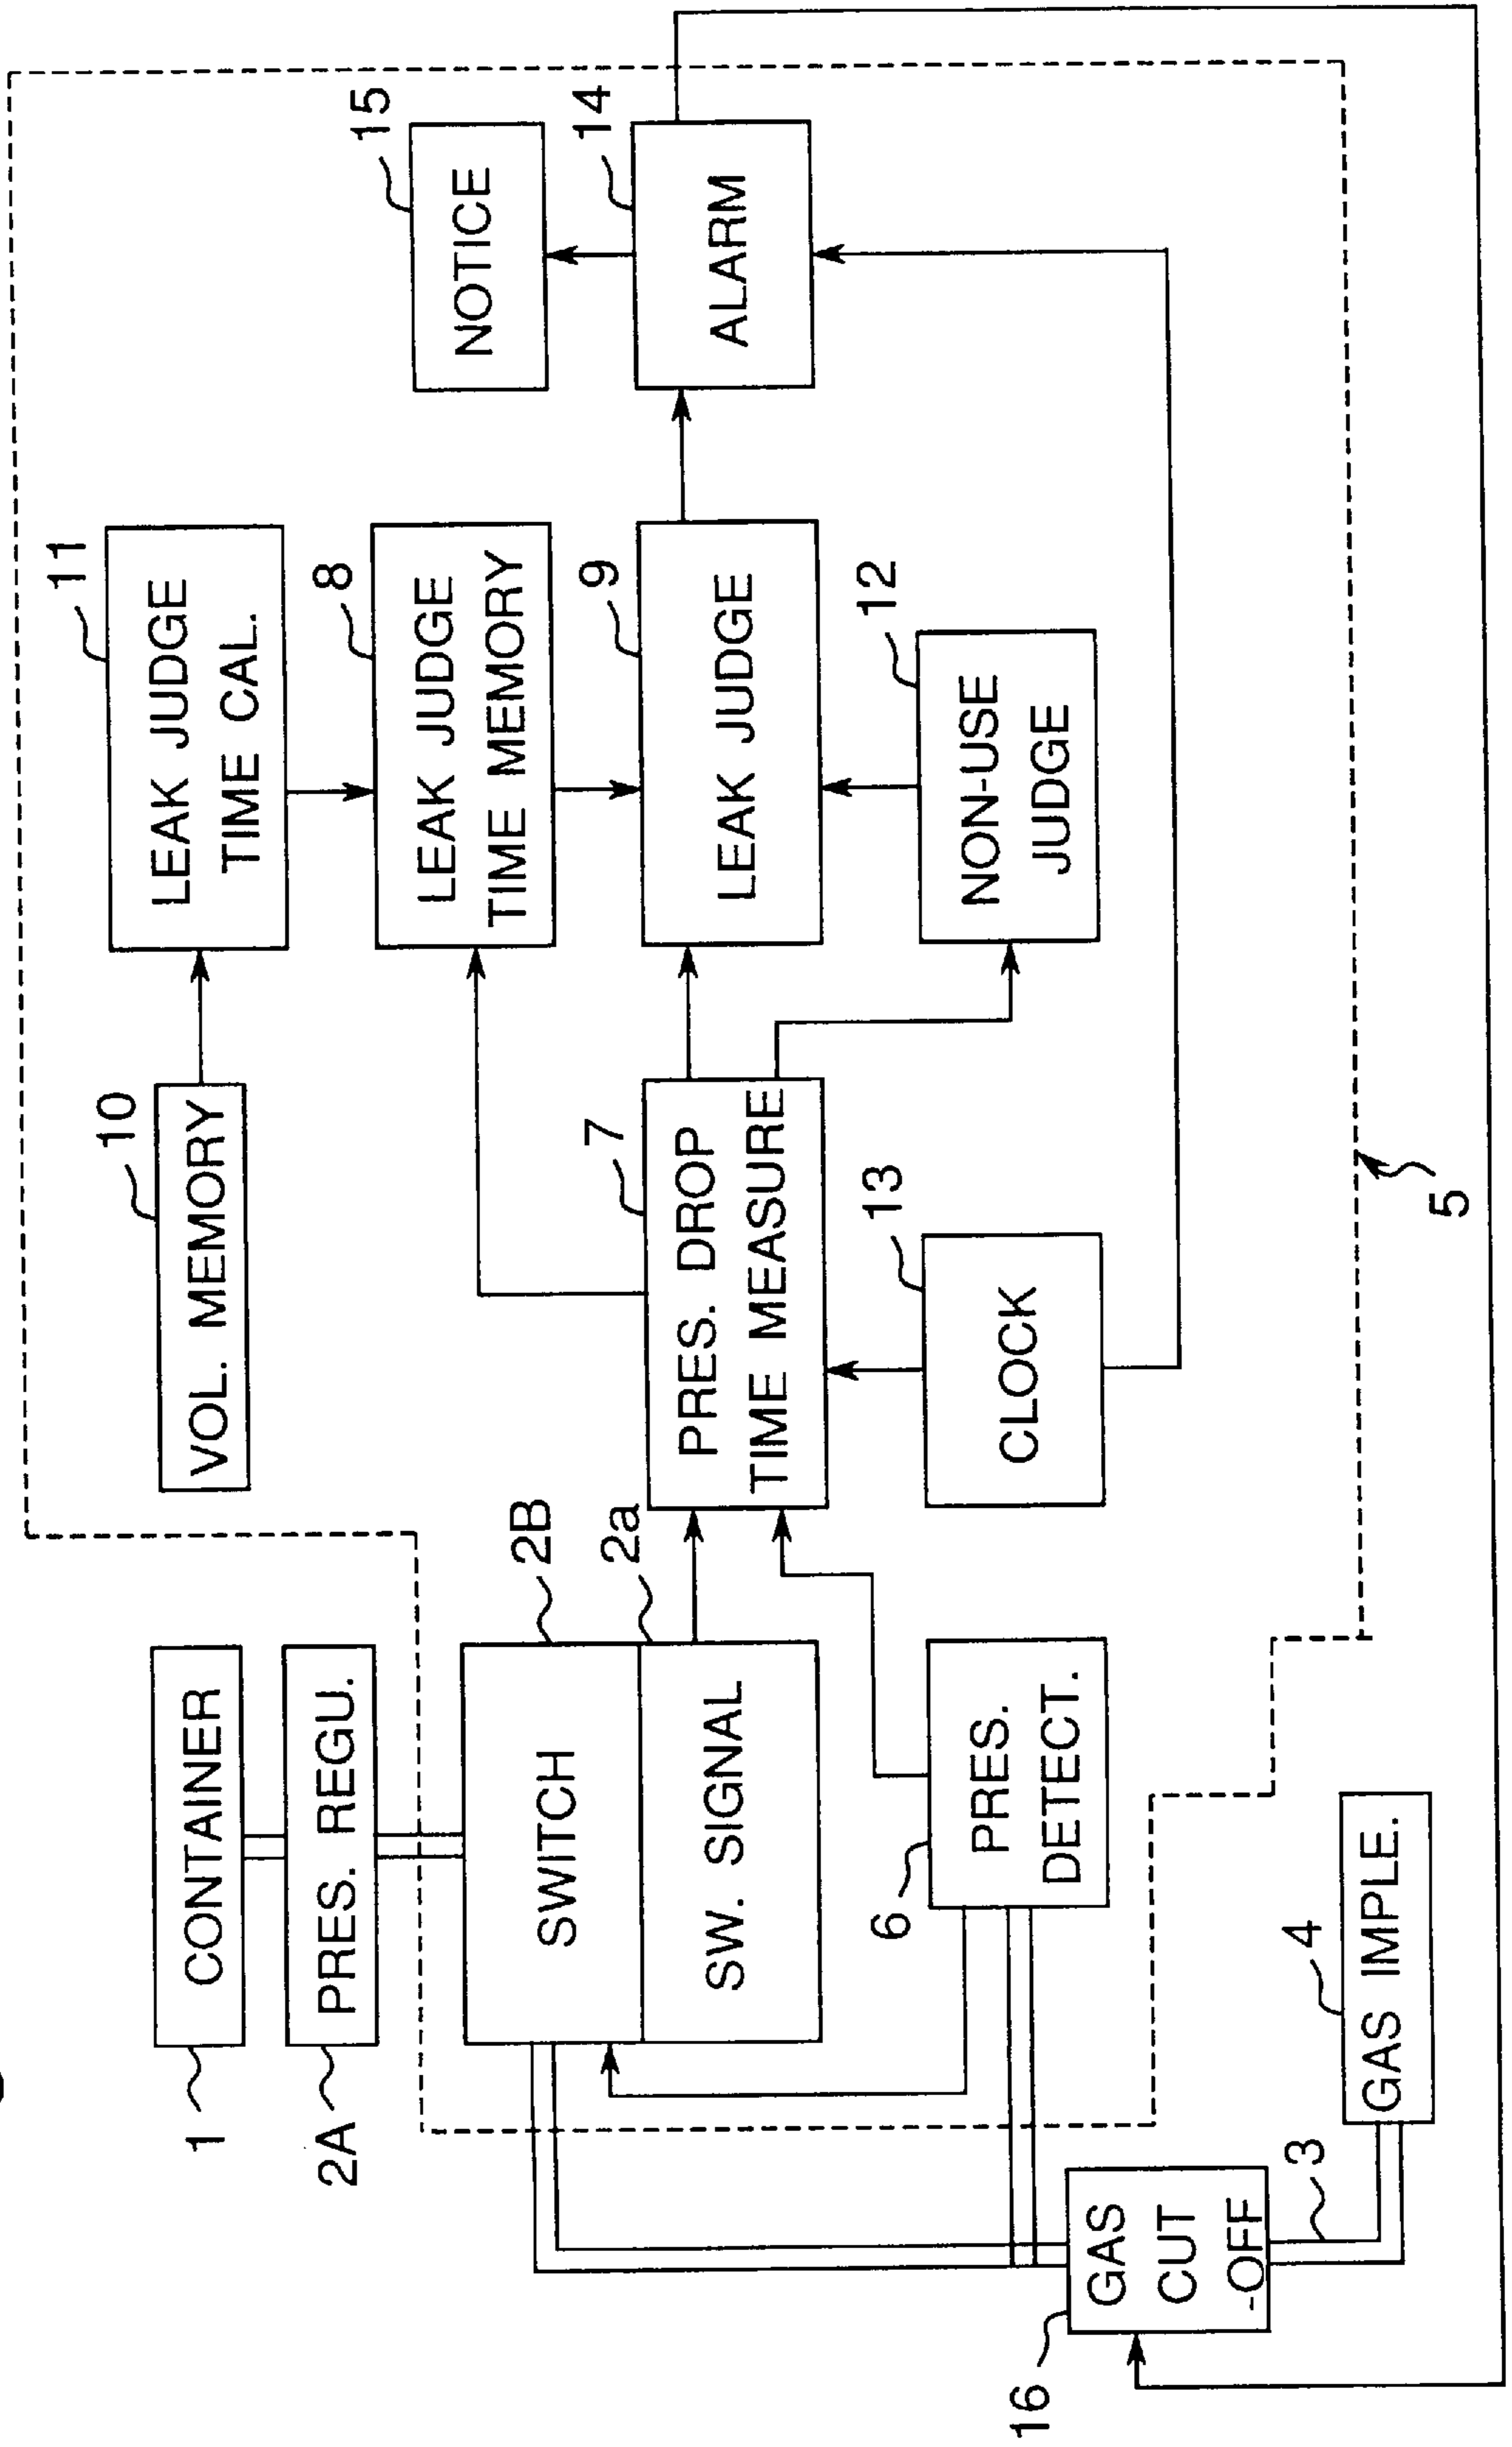 1
CONTAINER
2A
PRES. REGU.
SWITCH
2B
SW. SIGNAL
2a
6
PRES.
DETECT.
10
VOL. MEMORY
11
LEAK JUDGE
TIME CAL.
8
LEAK JUDGE
TIME MEMORY
7
PRES. DROP
TIME MEASURE
9
LEAK JUDGE
13
CLOCK
12
NON-USE
JUDGE
15
NOTICE
14
ALARM
16
GAS
CUT
-OFF
3
4
GAS IMPLE.
5